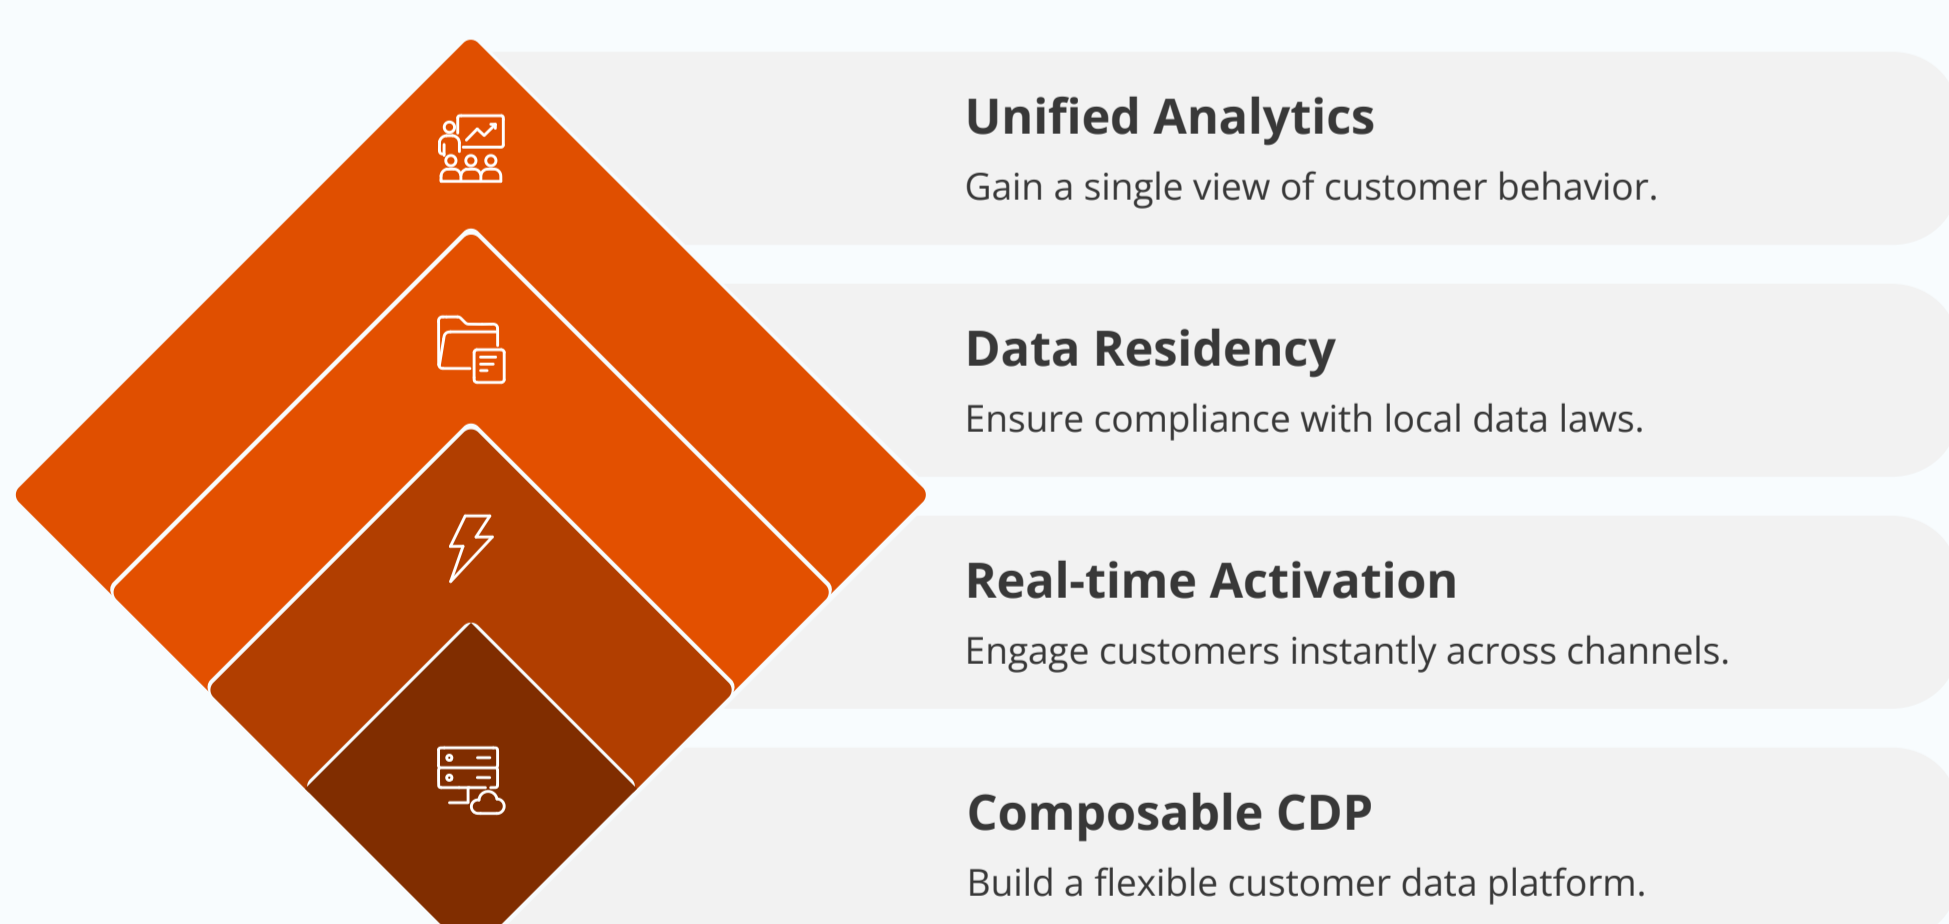 Unified Analytics
Gain a single view of customer behavior.
Data Residency
Ensure compliance with local data laws.
Real-time Activation
Engage customers instantly across channels.
Composable CDP
Build a flexible customer data platform.